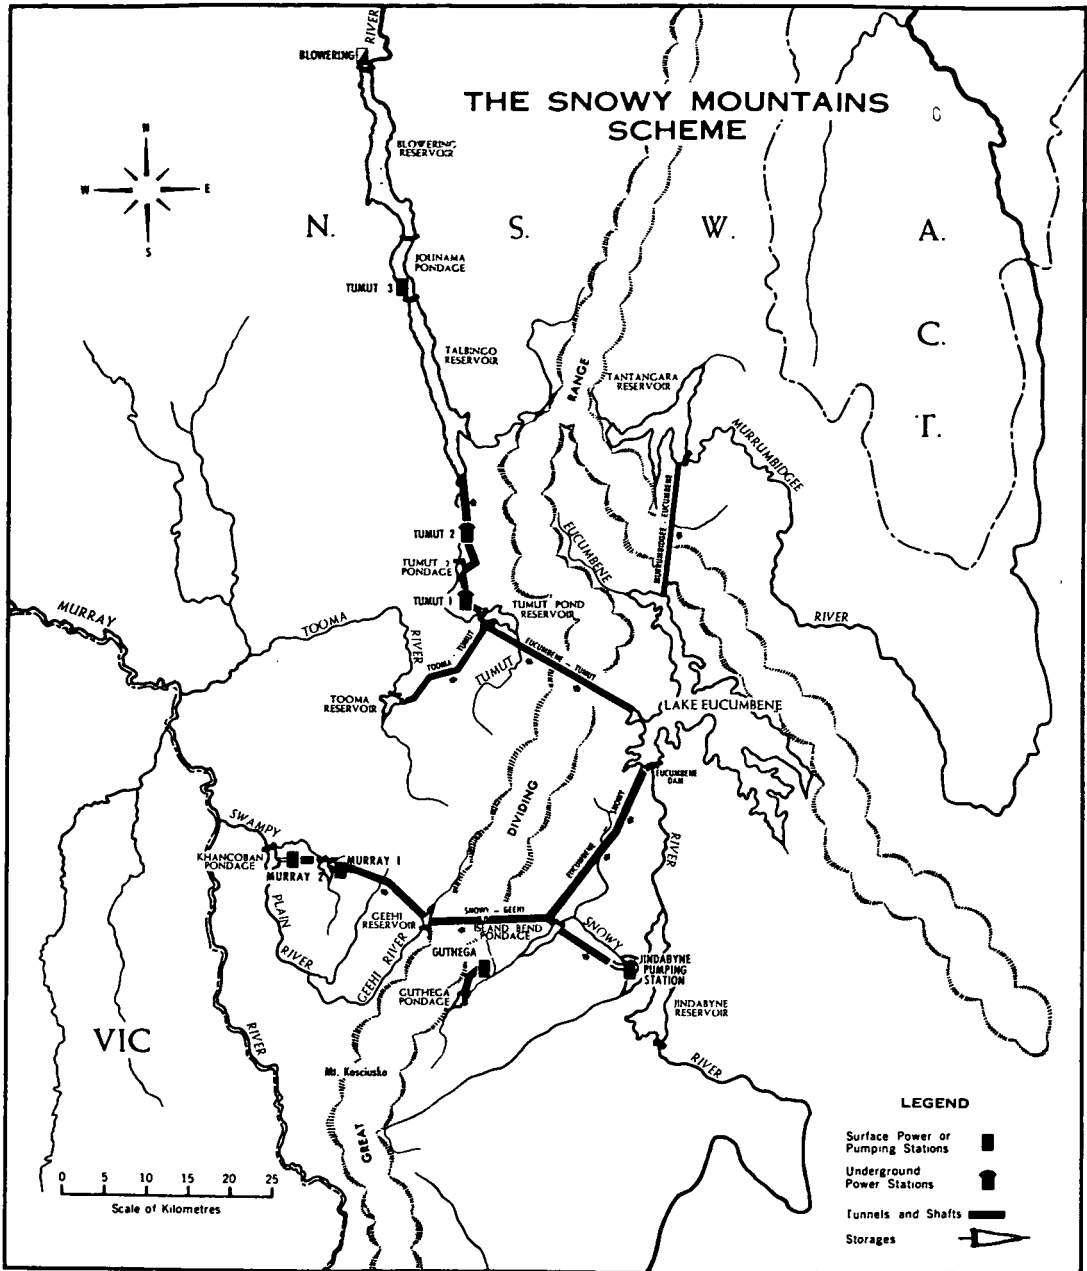 RIVER
BLOWERING
THE SNOWY MOUNTAINS
SCHEME
BLOWERING
RESERVOIR
N
W
E
S
N.
S.
W.
A.
C.
T.
JOUNAMA
PONDAGE
TUMUT 3
TALBINGO
RESERVOIR
RANGE
TANTANGARA
RESERVOIR
MURRUMBIDGEE
MURRUMBIDGEE - EUCUMBENE
EUCUMBENE
TUMUT 2
TUMUT 2
PONDAGE
TUMUT 1
TUMUT POND
RESERVOIR
RIVER
MURRAY
TOOMA
RIVER
TOOMA - TUMUT
TUMUT
EUCUMBENE - TUMUT
TOOMA
RESERVOIR
LAKE EUCUMBENE
EUCUMBENE
DAM
DIVIDING
EUCUMBENE - SNOWY
RIVER
SWAMPY
KHANCOBAN
PONDAGE
MURRAY 1
MURRAY 2
PLAIN
RIVER
GEEHI
RESERVOIR
GEEHI RIVER
SNOWY - GEEHI
ISLAND BEND
PONDAGE
SNOWY
GUTHEGA
GUTHEGA
PONDAGE
JINDABYNE
PUMPING
STATION
JINDABYNE
RESERVOIR
VIC
RIVER
RIVER
Mt. Kosciusko
GREAT
LEGEND
Surface Power or
Pumping Stations
Underground
Power Stations
Tunnels and Shafts
Storages
0 5 10 15 20 25
Scale of Kilometres